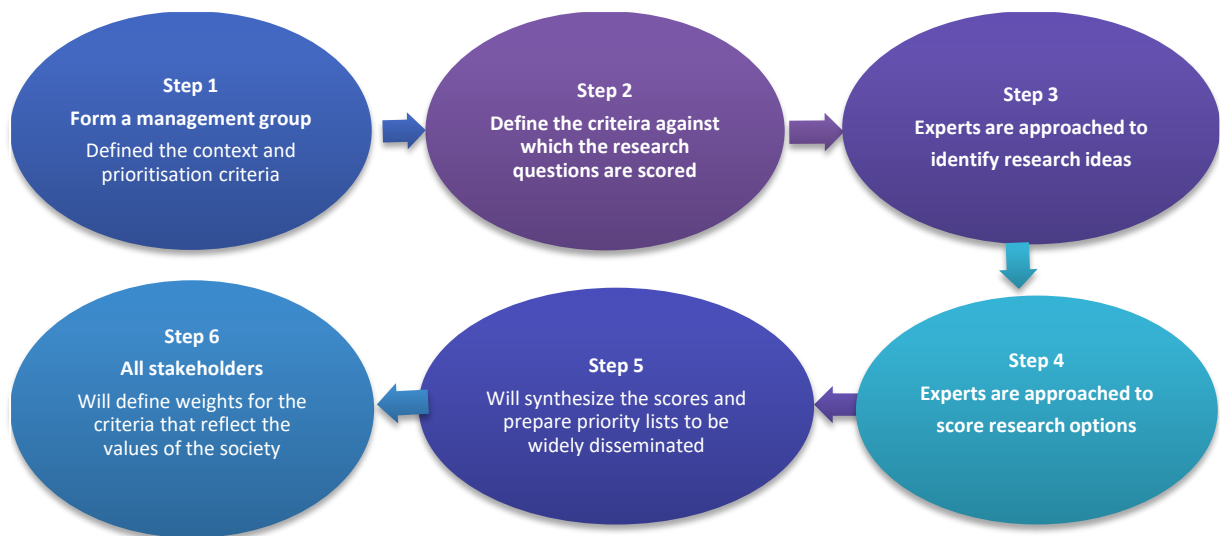 Step 1
Form a management group
Defined the context and
prioritisation criteria
Step 2
Define the criteira against
which the research
questions are scored
Step 3
Experts are approached to
identify research ideas
Step 4
Experts are approached to
score research options
Step 5
Will synthesize the scores and
prepare priority lists to be
widely disseminated
Step 6
All stakeholders
Will define weights for the
criteria that reflect the
values of the society